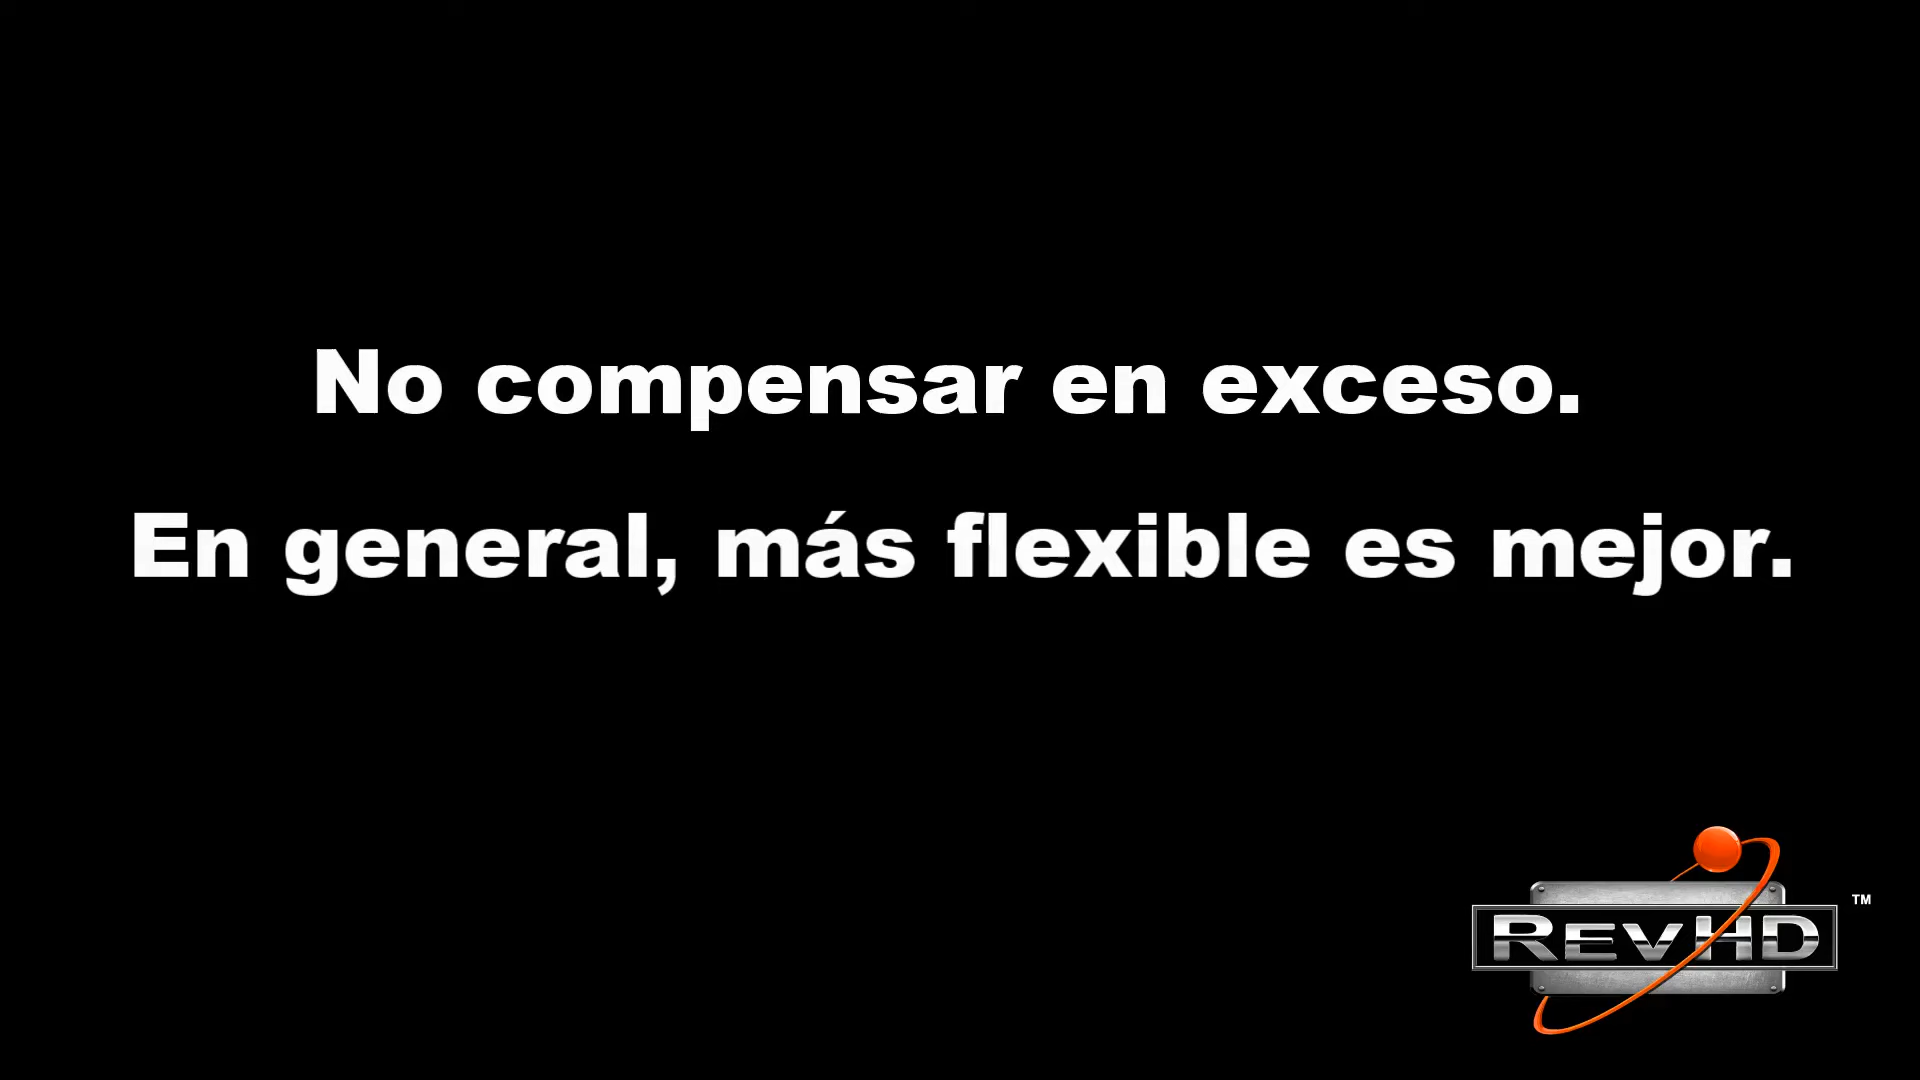 No compensar en exceso.
En general, más flexible es mejor.
REVHD
™